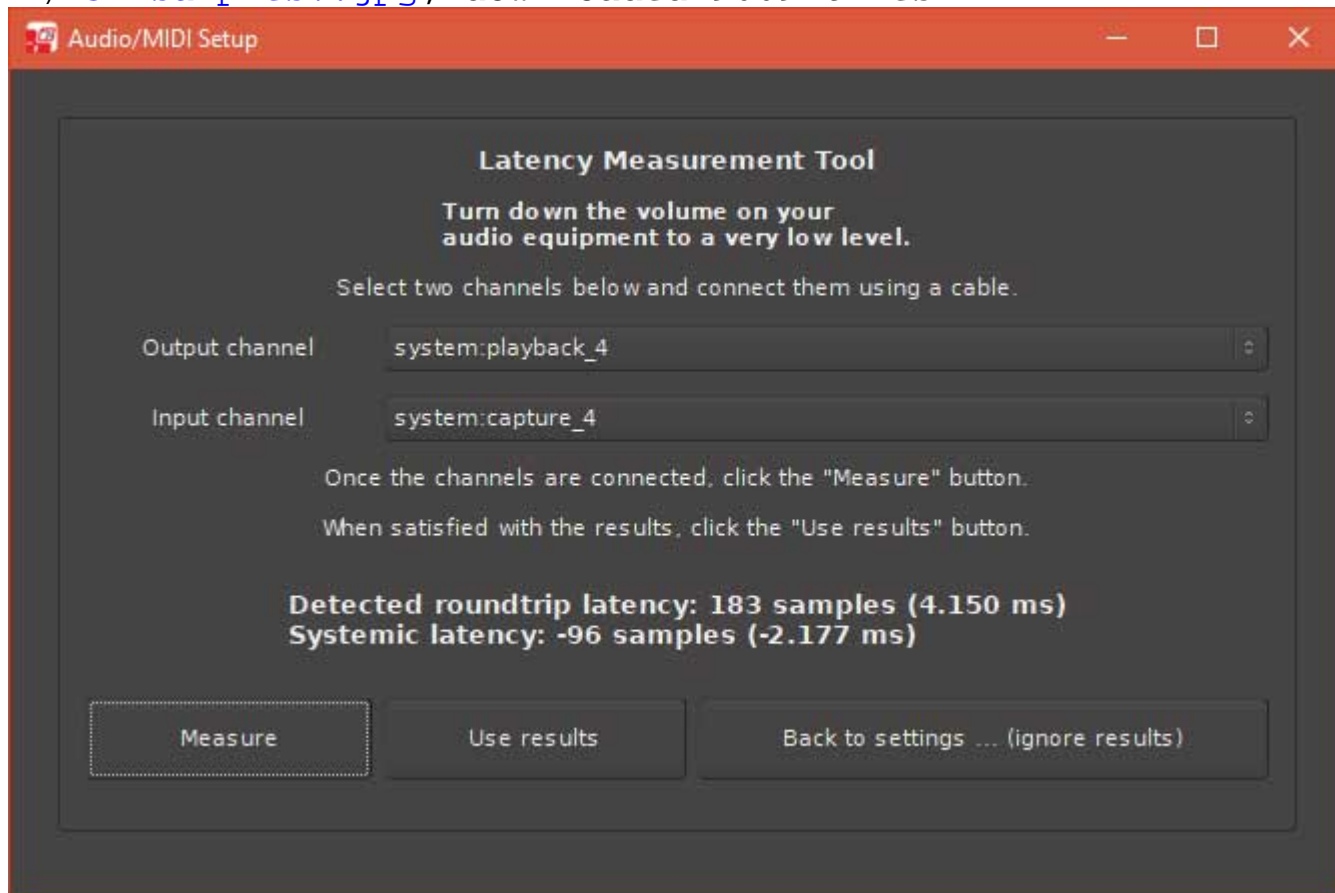 Audio/MIDI Setup
Latency Measurement Tool
Turn down the volume on your
audio equipment to a very low level.
Select two channels below and connect them using a cable.
Output channel system:playback_4
Input channel system:capture_4
Once the channels are connected, click the "Measure" button.
When satisfied with the results, click the "Use results" button.
Detected roundtrip latency: 183 samples (4.150 ms)
Systemic latency: -96 samples (-2.177 ms)
Measure Use results Back to settings ... (ignore results)